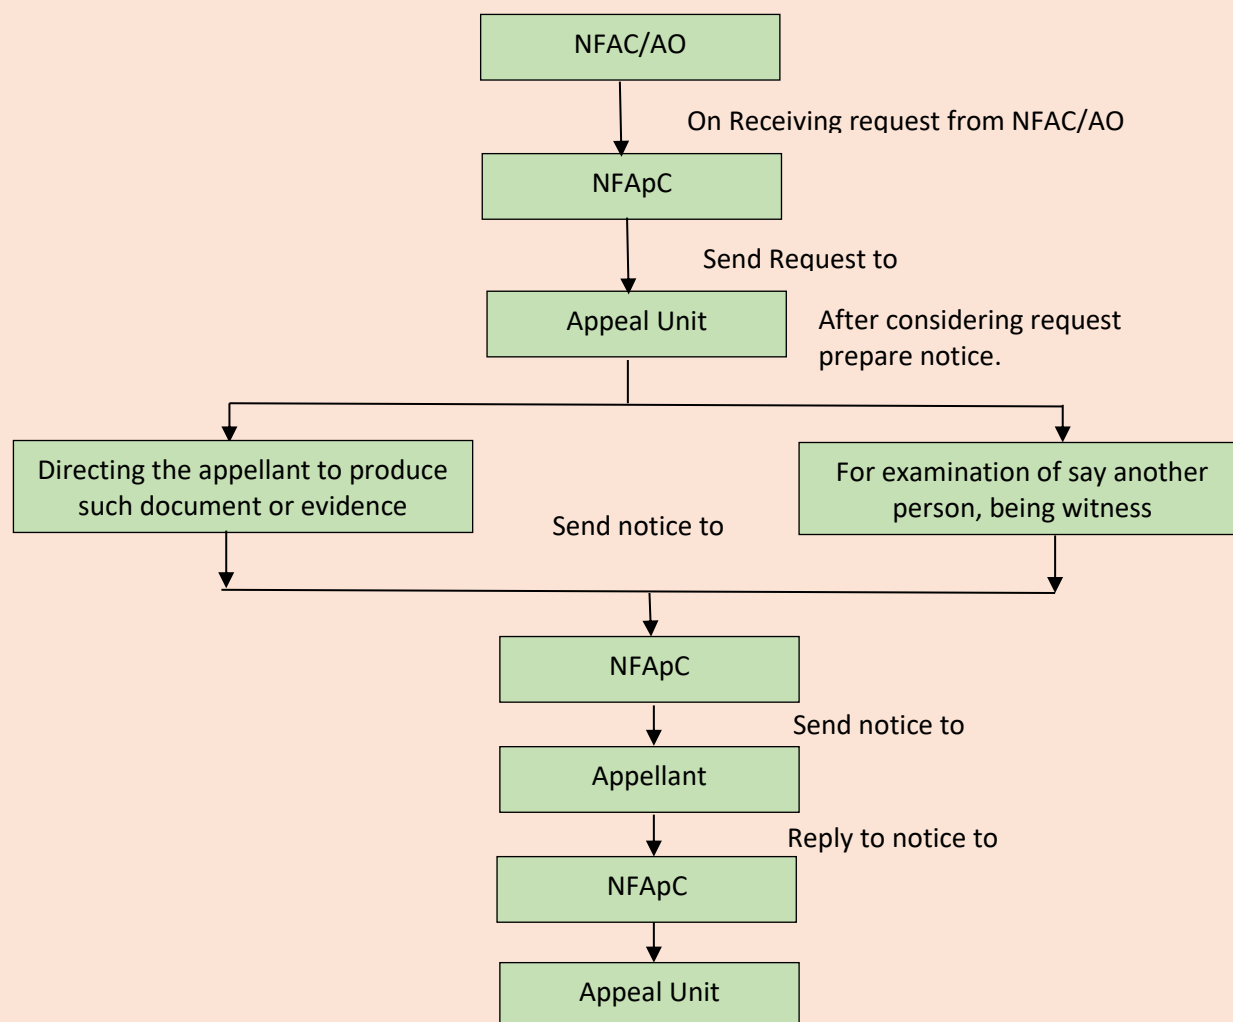 NFAC/AO
On Receiving request from NFAC/AO
NFApC
Send Request to
Appeal Unit
After considering request
prepare notice.
Directing the appellant to produce
such document or evidence
For examination of say another
person, being witness
Send notice to
NFApC
Send notice to
Appellant
Reply to notice to
NFApC
Appeal Unit